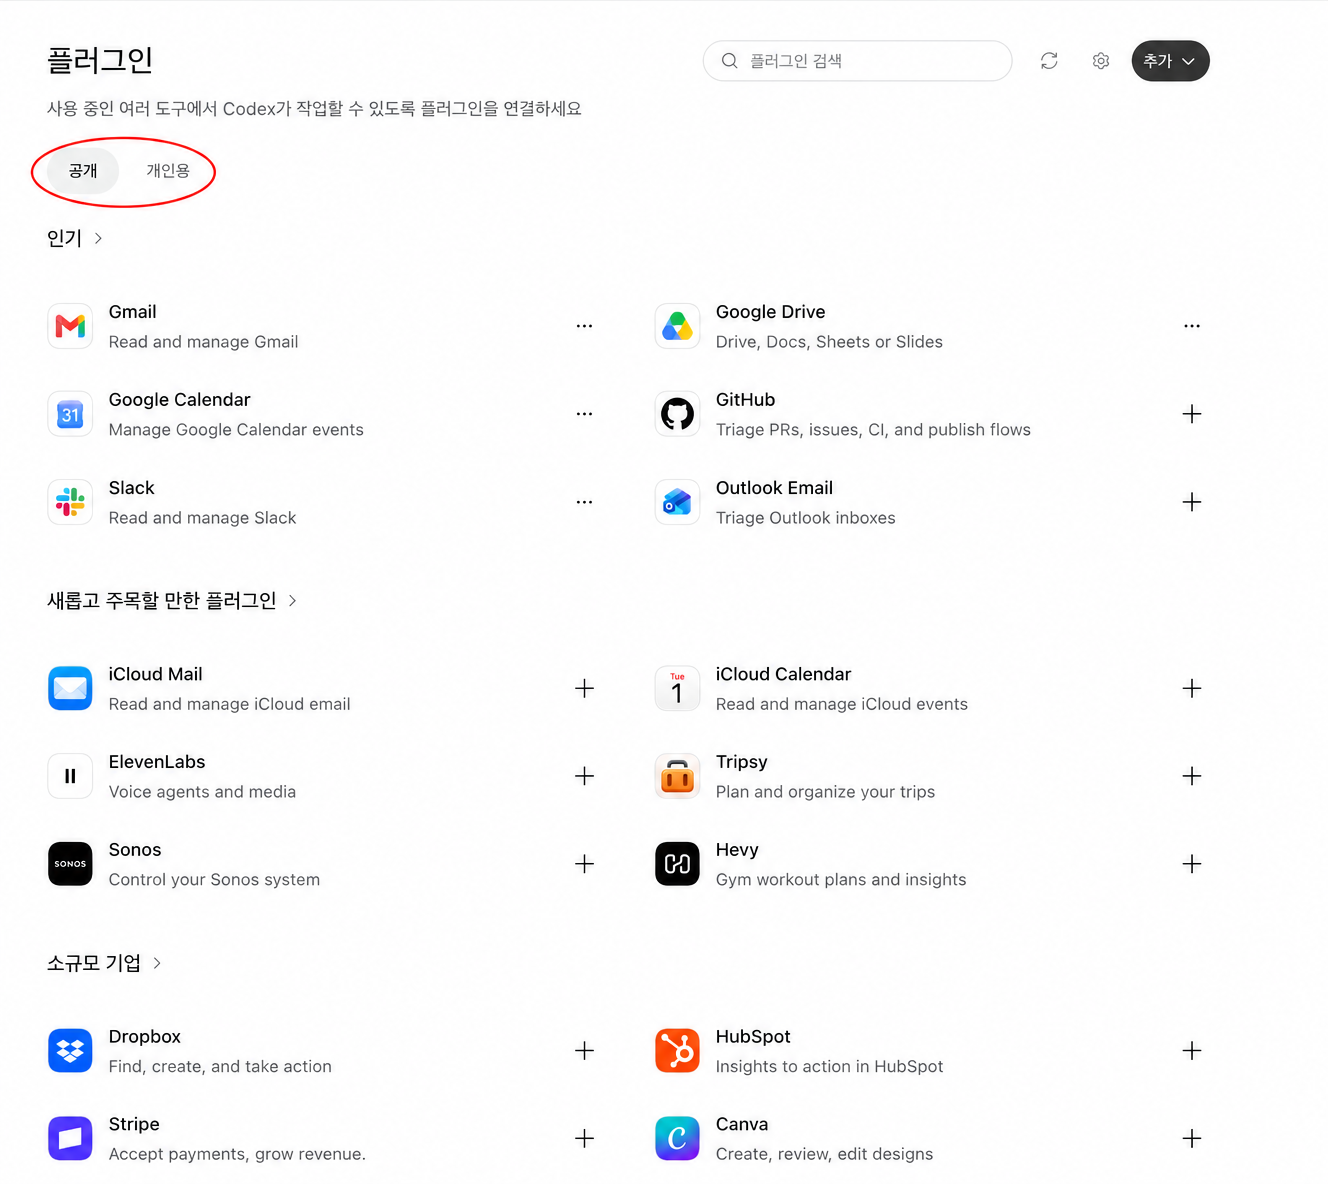 플러그인
플러그인 검색
추가
사용 중인 여러 도구에서 Codex가 작업할 수 있도록 플러그인을 연결하세요
공개
개인용
인기
Gmail
Read and manage Gmail
Google Drive
Drive, Docs, Sheets or Slides
31
Google Calendar
Manage Google Calendar events
GitHub
Triage PRs, issues, CI, and publish flows
Slack
Read and manage Slack
Outlook Email
Triage Outlook inboxes
새롭고 주목할 만한 플러그인
iCloud Mail
Read and manage iCloud email
Tue
1
iCloud Calendar
Read and manage iCloud events
ElevenLabs
Voice agents and media
Tripsy
Plan and organize your trips
SONOS
Sonos
Control your Sonos system
Hevy
Gym workout plans and insights
소규모 기업
Dropbox
Find, create, and take action
HubSpot
Insights to action in HubSpot
Stripe
Accept payments, grow revenue.
C
Canva
Create, review, edit designs